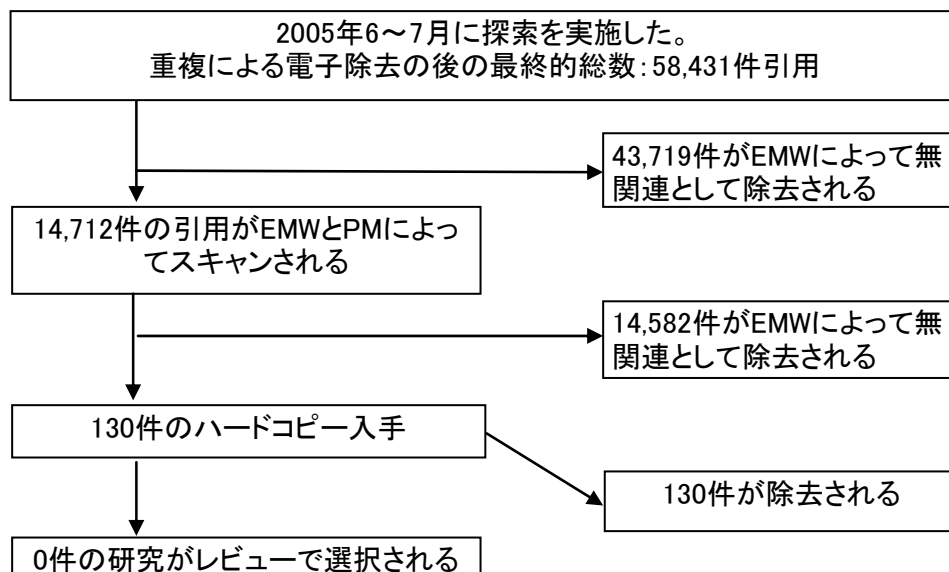 2005年6~7月に探索を実施した。
重複による電子除去の後の最終的総数:58,431件引用
43,719件がEMWによって無
関連として除去される
14,712件の引用がEMWとPMによっ
てスキャンされる
14,582件がEMWによって無
関連として除去される
130件のハードコピー入手
130件が除去される
0件の研究がレビューで選択される